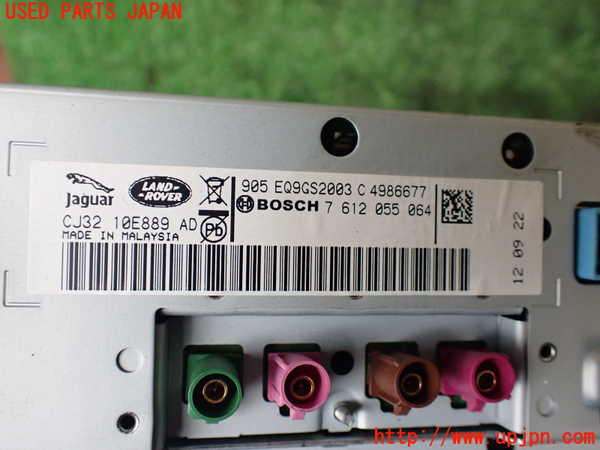 USED PARTS JAPAN
Jaguar
LAND-
ROVER
905 EQ9GS2003 C 4986677
BOSCH 7 612 055 064
CJ32 10E889 AD
Pb
MADE IN MALAYSIA
12 09 22
UPJ
http://www.upjpn.com/